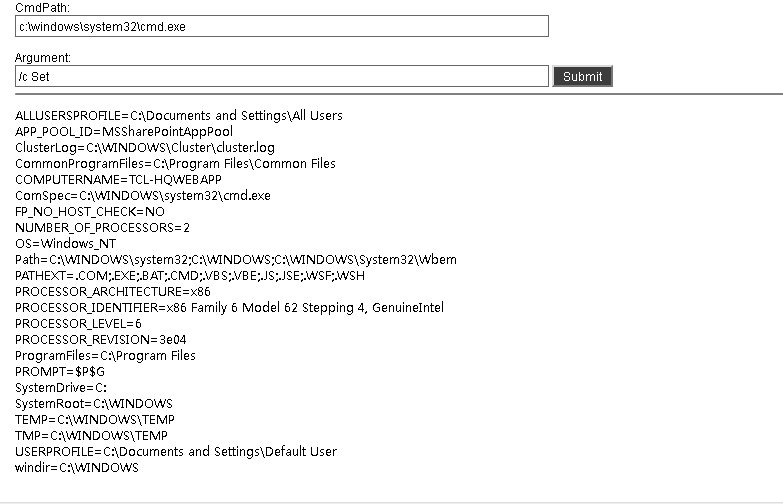 CmdPath:
c:\windows\system32\cmd.exe
Argument:
/c Set
Submit
ALLUSERSPROFILE=C:\Documents and Settings\All Users
APP_POOL_ID=MSSharePointAppPool
ClusterLog=C:\WINDOWS\Cluster\cluster.log
CommonProgramFiles=C:\Program Files\Common Files
COMPUTERNAME=TCL-HQWEBAPP
ComSpec=C:\WINDOWS\system32\cmd.exe
FP_NO_HOST_CHECK=NO
NUMBER_OF_PROCESSORS=2
OS=Windows_NT
Path=C:\WINDOWS\system32;C:\WINDOWS;C:\WINDOWS\System32\Wbem
PATHEXT=.COM;.EXE;.BAT;.CMD;.VBS;.VBE;.JS;.JSE;.WSF;.WSH
PROCESSOR_ARCHITECTURE=x86
PROCESSOR_IDENTIFIER=x86 Family 6 Model 62 Stepping 4, GenuineIntel
PROCESSOR_LEVEL=6
PROCESSOR_REVISION=3e04
ProgramFiles=C:\Program Files
PROMPT=$P$G
SystemDrive=C:
SystemRoot=C:\WINDOWS
TEMP=C:\WINDOWS\TEMP
TMP=C:\WINDOWS\TEMP
USERPROFILE=C:\Documents and Settings\Default User
windir=C:\WINDOWS